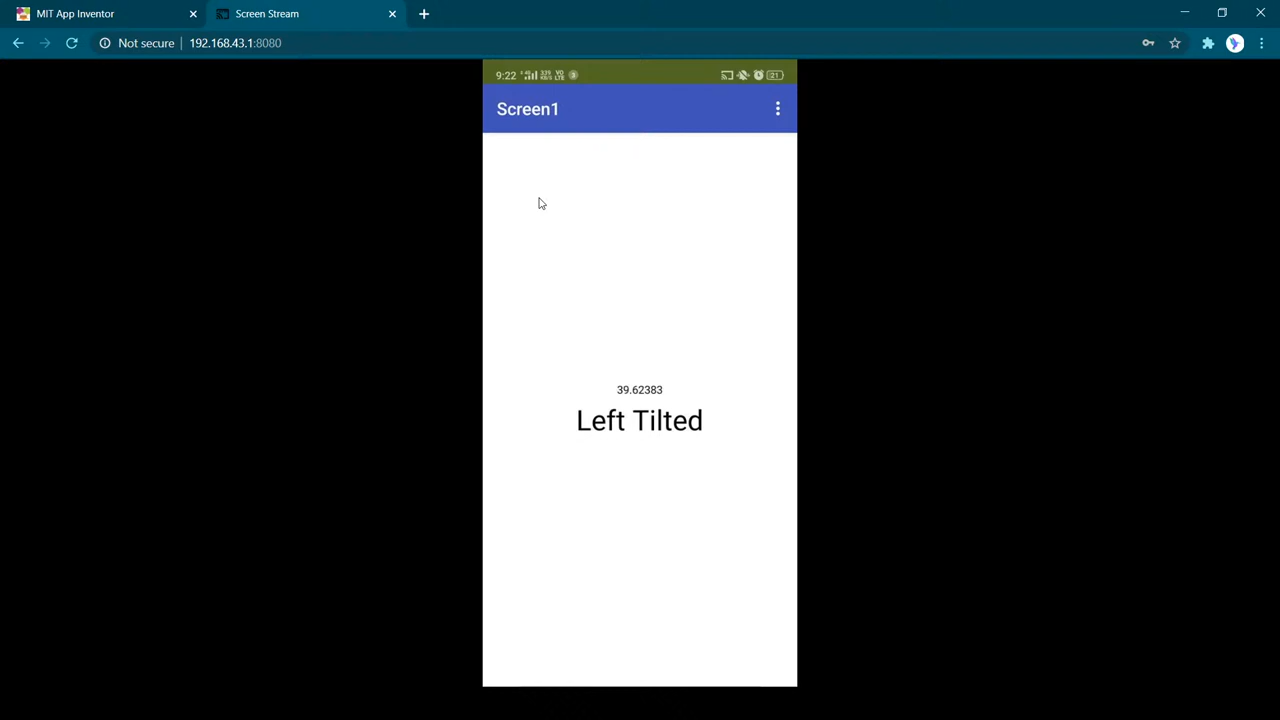 MIT App Inventor
Screen Stream
Not secure
192.168.43.1:8080
9:22
Screen1
39.62383
Left Tilted